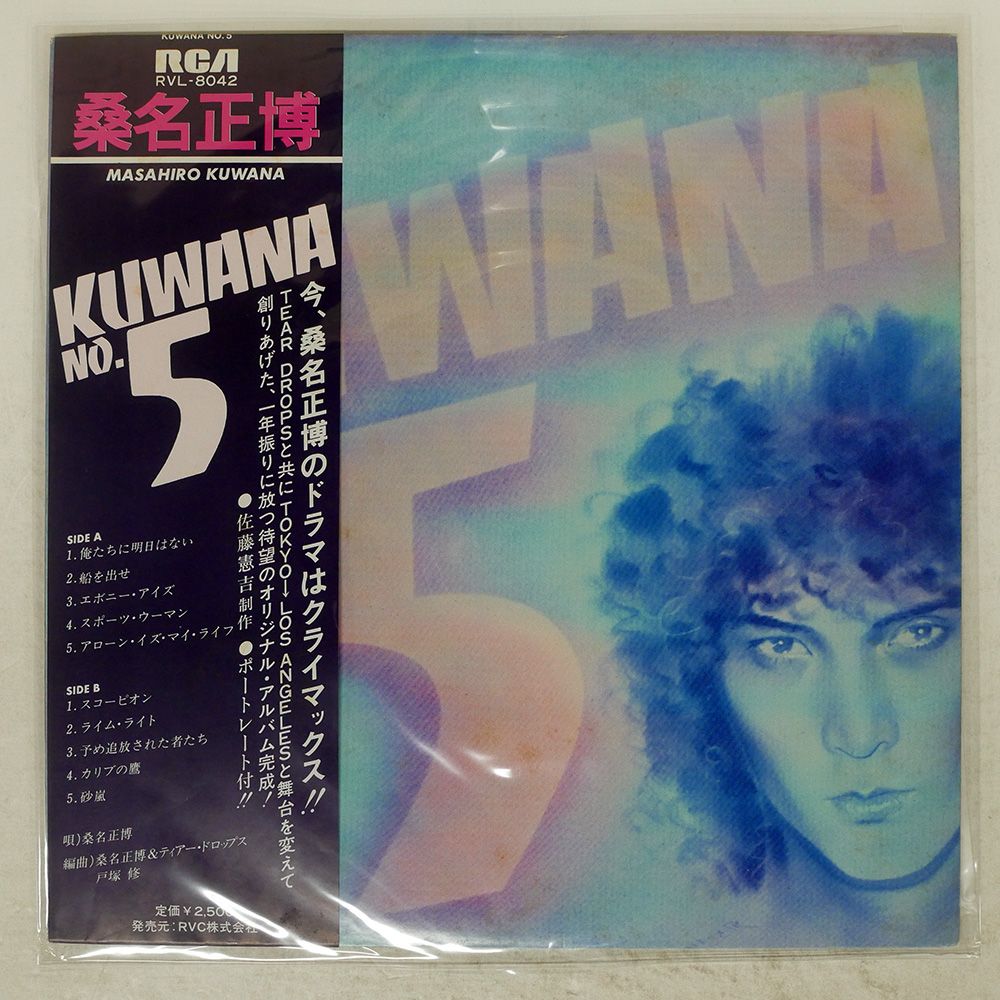 KUWANA NO.5
RCA
RVL-8042
桑名正博
MASAHIRO KUWANA
KUWANA
NO. 5
今、桑名正博のドラマはクライマックス!!
TEAR DROPSと共にTOKYO→LOS ANGELESと舞台を変えて
創りあげた、一年振りに放つ待望のオリジナル・アルバム完成!
●佐藤憲吉制作 ●ポートレート付!!
SIDE A
1. 俺たちに明日はない
2. 船を出せ
3. エボニー・アイズ
4. スポーツ・ウーマン
5. アローン・イズ・マイ・ライフ
SIDE B
1. スコーピオン
2. ライム・ライト
3. 予め追放された者たち
4. カリブの鷹
5. 砂嵐
唄)桑名正博
編曲)桑名正博&ティアー・ドロップス
戸塚 修
定価¥2,500
発売元:RVC株式会社
WANA
5